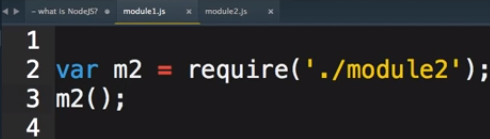 – what is NodeJS? module1.js × module2.js ×
1
2 var m2 = require('./module2');
3 m2();
4